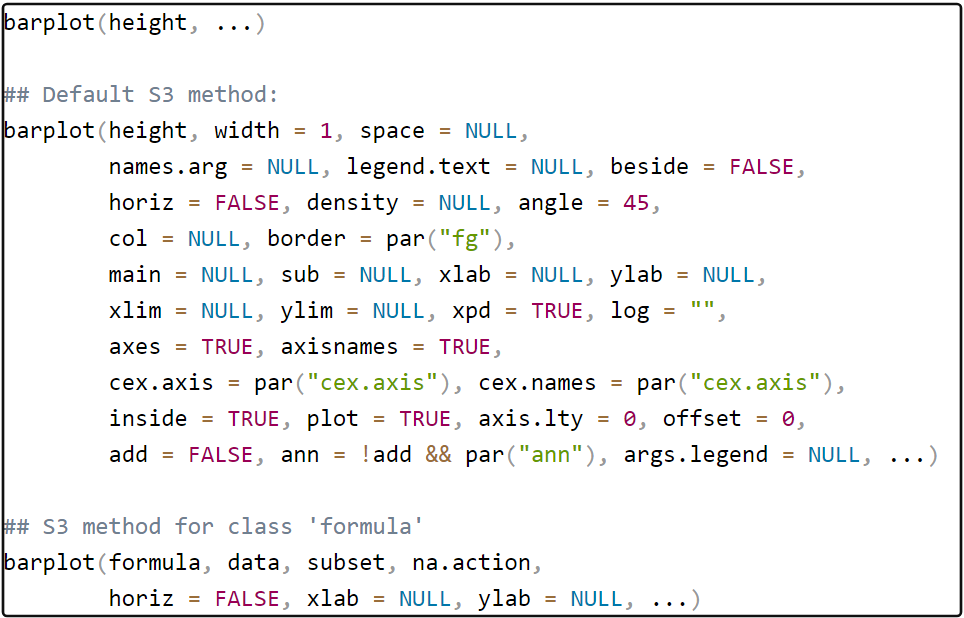 barplot(height, ...)
## Default S3 method:
barplot(height, width = 1, space = NULL,
        names.arg = NULL, legend.text = NULL, beside = FALSE,
        horiz = FALSE, density = NULL, angle = 45,
        col = NULL, border = par("fg"),
        main = NULL, sub = NULL, xlab = NULL, ylab = NULL,
        xlim = NULL, ylim = NULL, xpd = TRUE, log = "",
        axes = TRUE, axisnames = TRUE,
        cex.axis = par("cex.axis"), cex.names = par("cex.axis"),
        inside = TRUE, plot = TRUE, axis.lty = 0, offset = 0,
        add = FALSE, ann = !add && par("ann"), args.legend = NULL, ...)
## S3 method for class 'formula'
barplot(formula, data, subset, na.action,
        horiz = FALSE, xlab = NULL, ylab = NULL, ...)